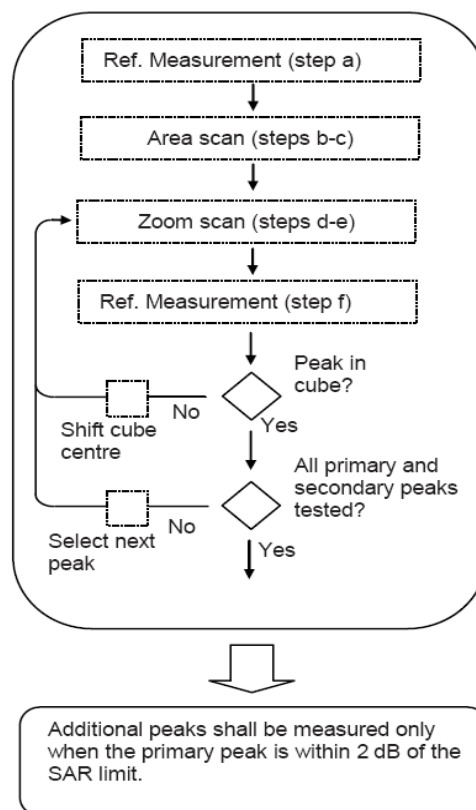 Ref. Measurement (step a)
Area scan (steps b-c)
Zoom scan (steps d-e)
Ref. Measurement (step f)
Peak in
cube?
No
Yes
Shift cube
centre
All primary and
secondary peaks
tested?
No
Yes
Select next
peak
Additional peaks shall be measured only
when the primary peak is within 2 dB of the
SAR limit.